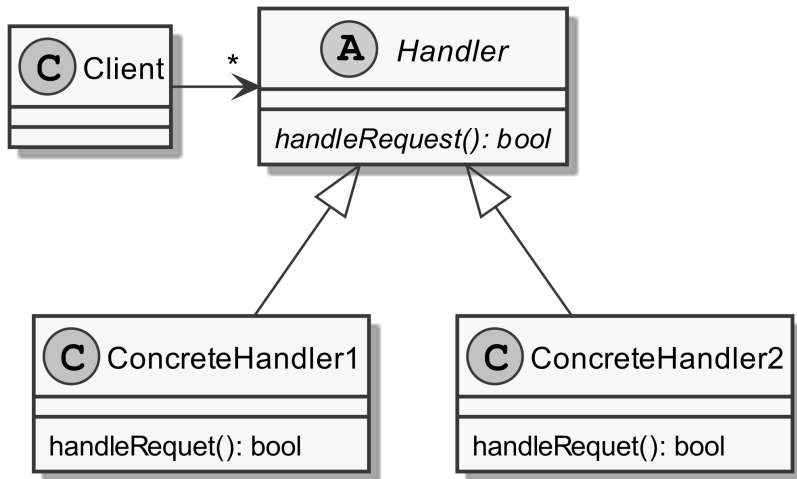 C Client
*
A Handler
handleRequest(): bool
C ConcreteHandler1
handleRequet(): bool
C ConcreteHandler2
handleRequet(): bool